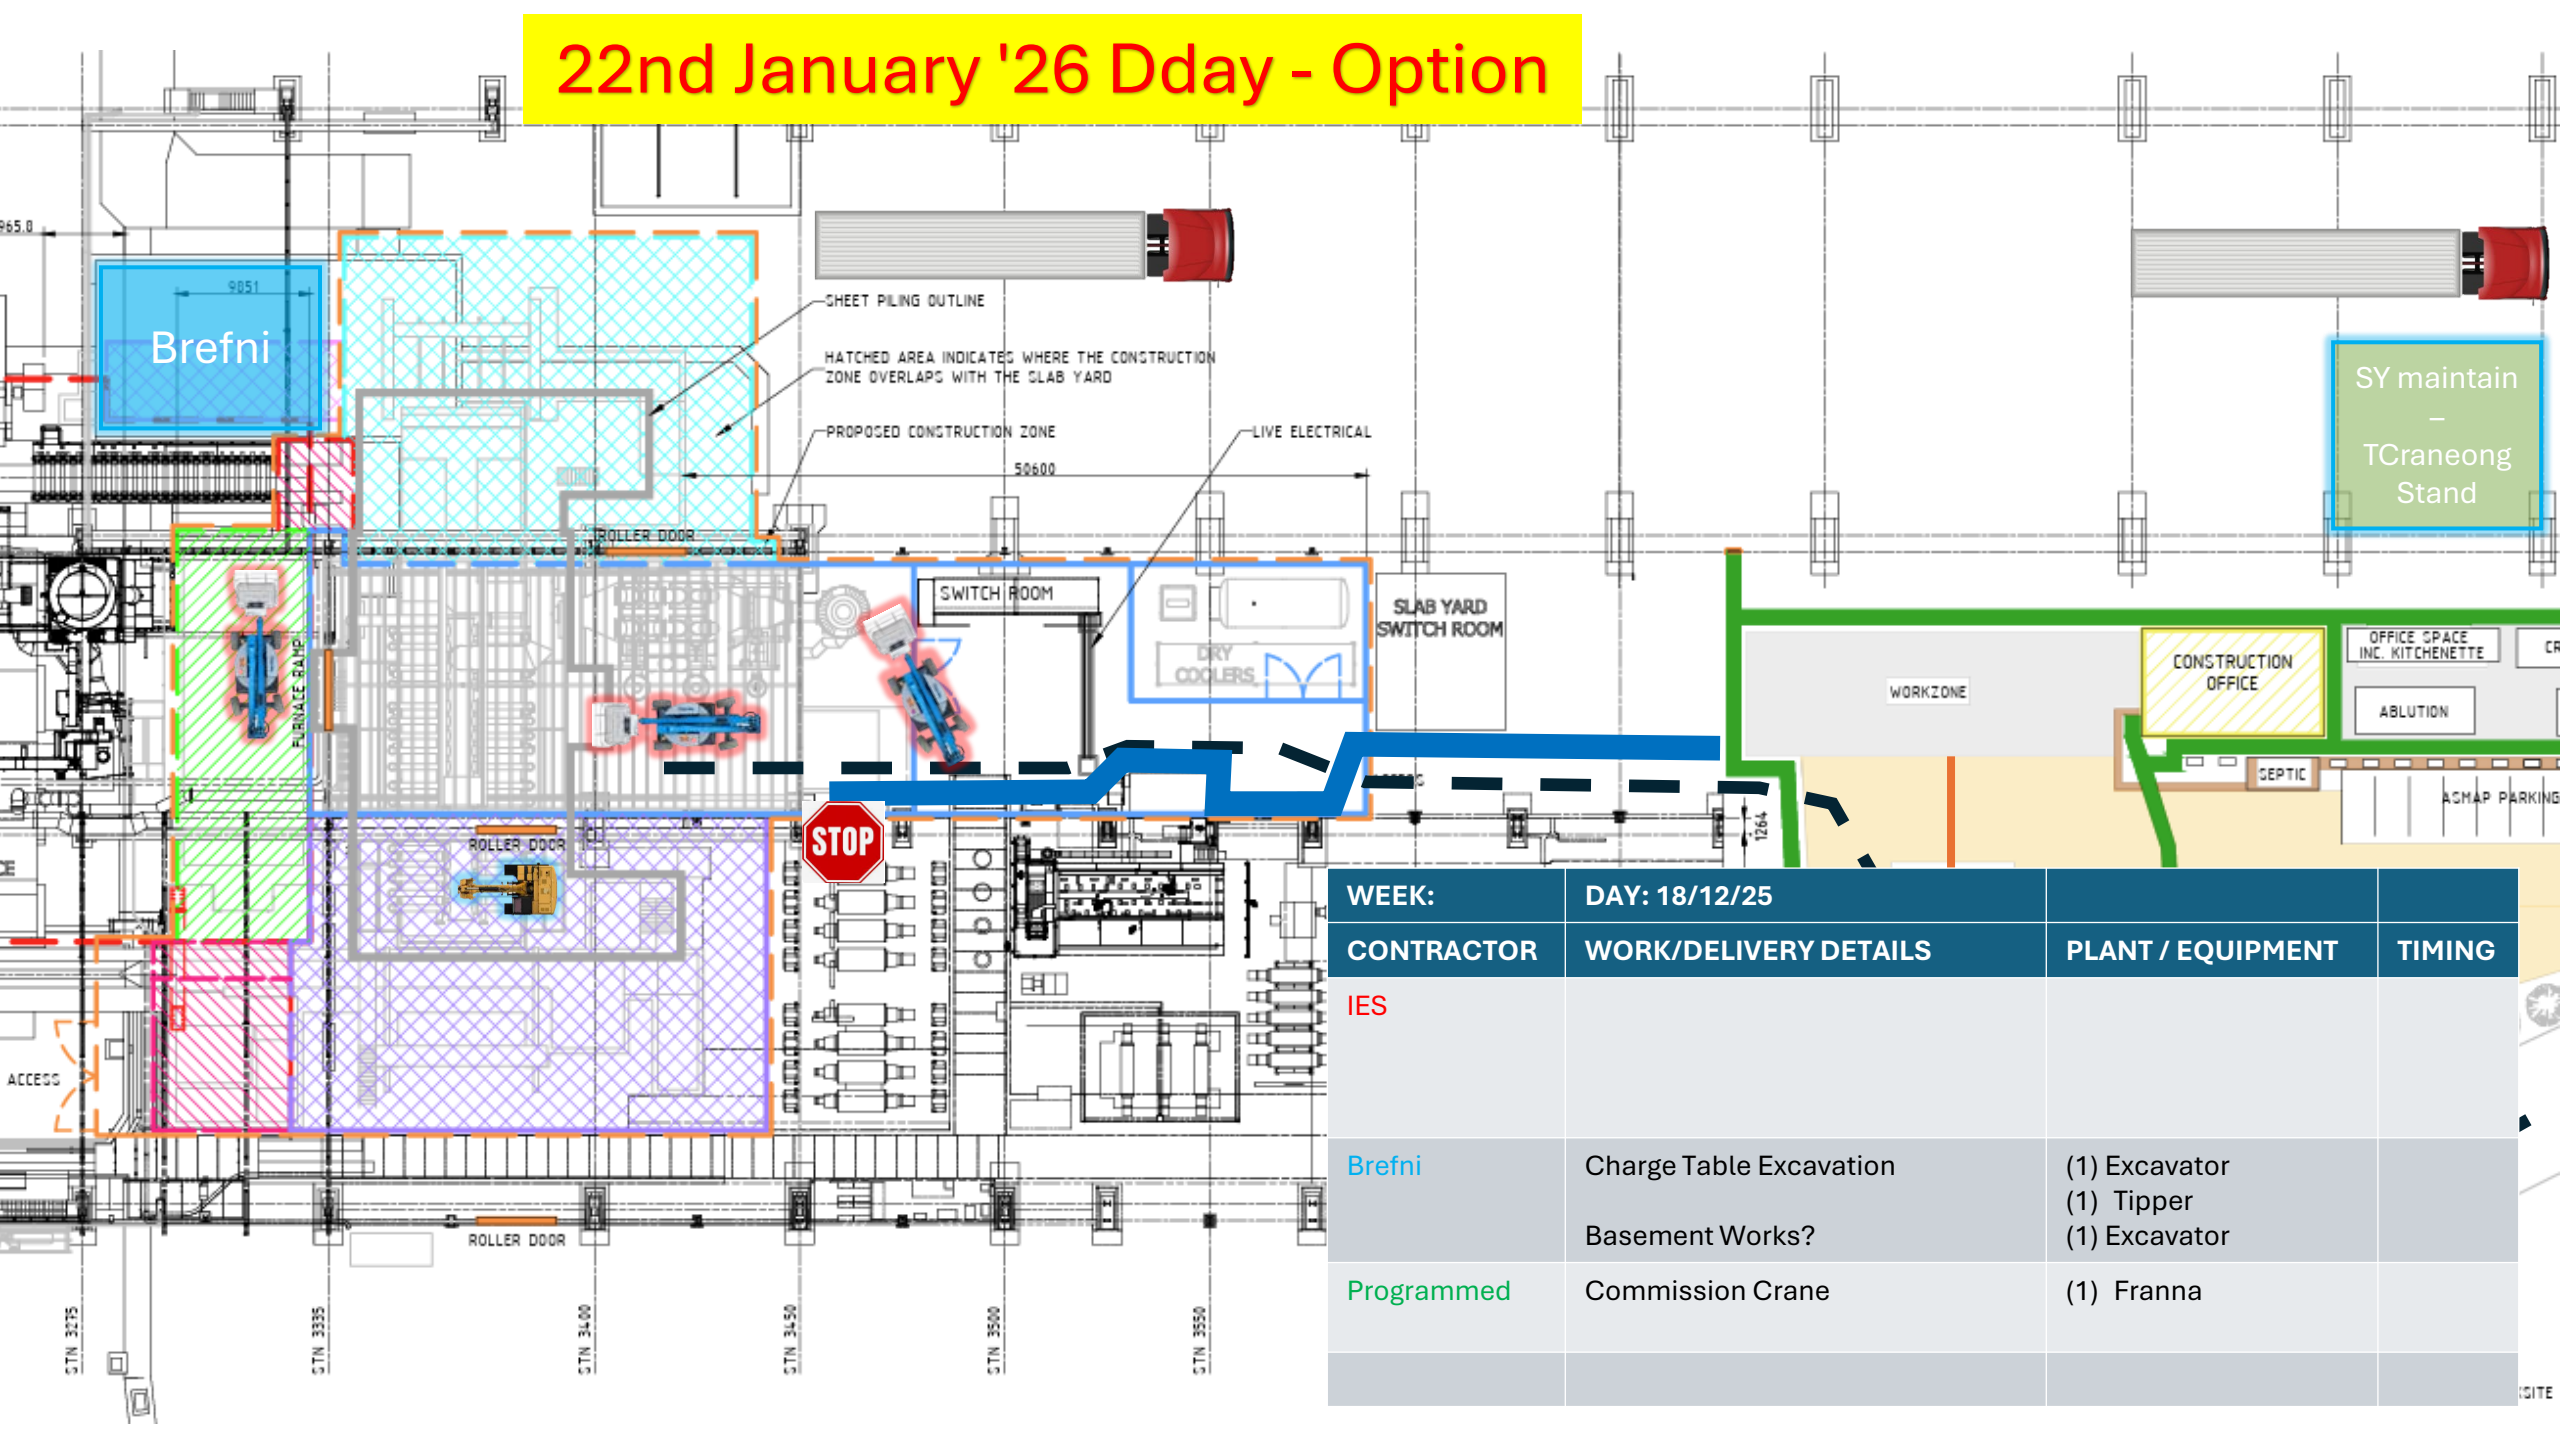 22nd January '26 Dday - Option
965.0
9851
Brefni
SHEET PILING OUTLINE
HATCHED AREA INDICATES WHERE THE CONSTRUCTION
ZONE OVERLAPS WITH THE SLAB YARD
PROPOSED CONSTRUCTION ZONE
LIVE ELECTRICAL
50600
SY maintain
–
TCraneong
Stand
ROLLER DOOR
SWITCH ROOM
SLAB YARD
SWITCH ROOM
DRY
COOLERS
FURNACE RAMP
WORKZONE
CONSTRUCTION
OFFICE
OFFICE SPACE
INC. KITCHENETTE
CR
ABLUTION
SEPTIC
ASMAP PARKING
1264
STOP
ROLLER DOOR
ACCESS
ROLLER DOOR
STN 3275
STN 3335
STN 3400
STN 3450
STN 3500
STN 3550
WEEK: DAY: 18/12/25
CONTRACTOR WORK/DELIVERY DETAILS PLANT / EQUIPMENT TIMING
IES
Brefni Charge Table Excavation (1) Excavator
(1) Tipper
Basement Works? (1) Excavator
Programmed Commission Crane (1) Franna